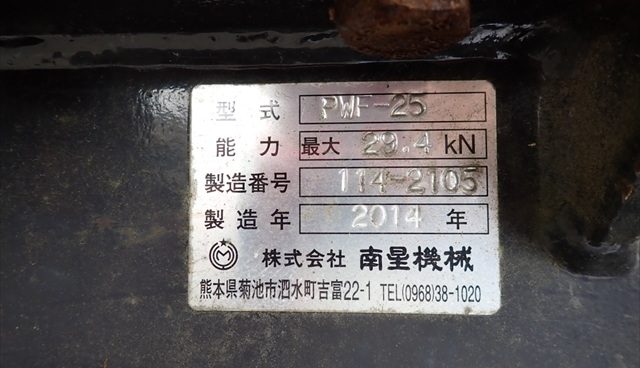 型式 PWF-25
能力 最大 29.4 kN
製造番号 114-2105
製造年 2014 年
株式会社 南星機械
熊本県菊池市泗水町吉富22-1 TEL(0968)38-1020